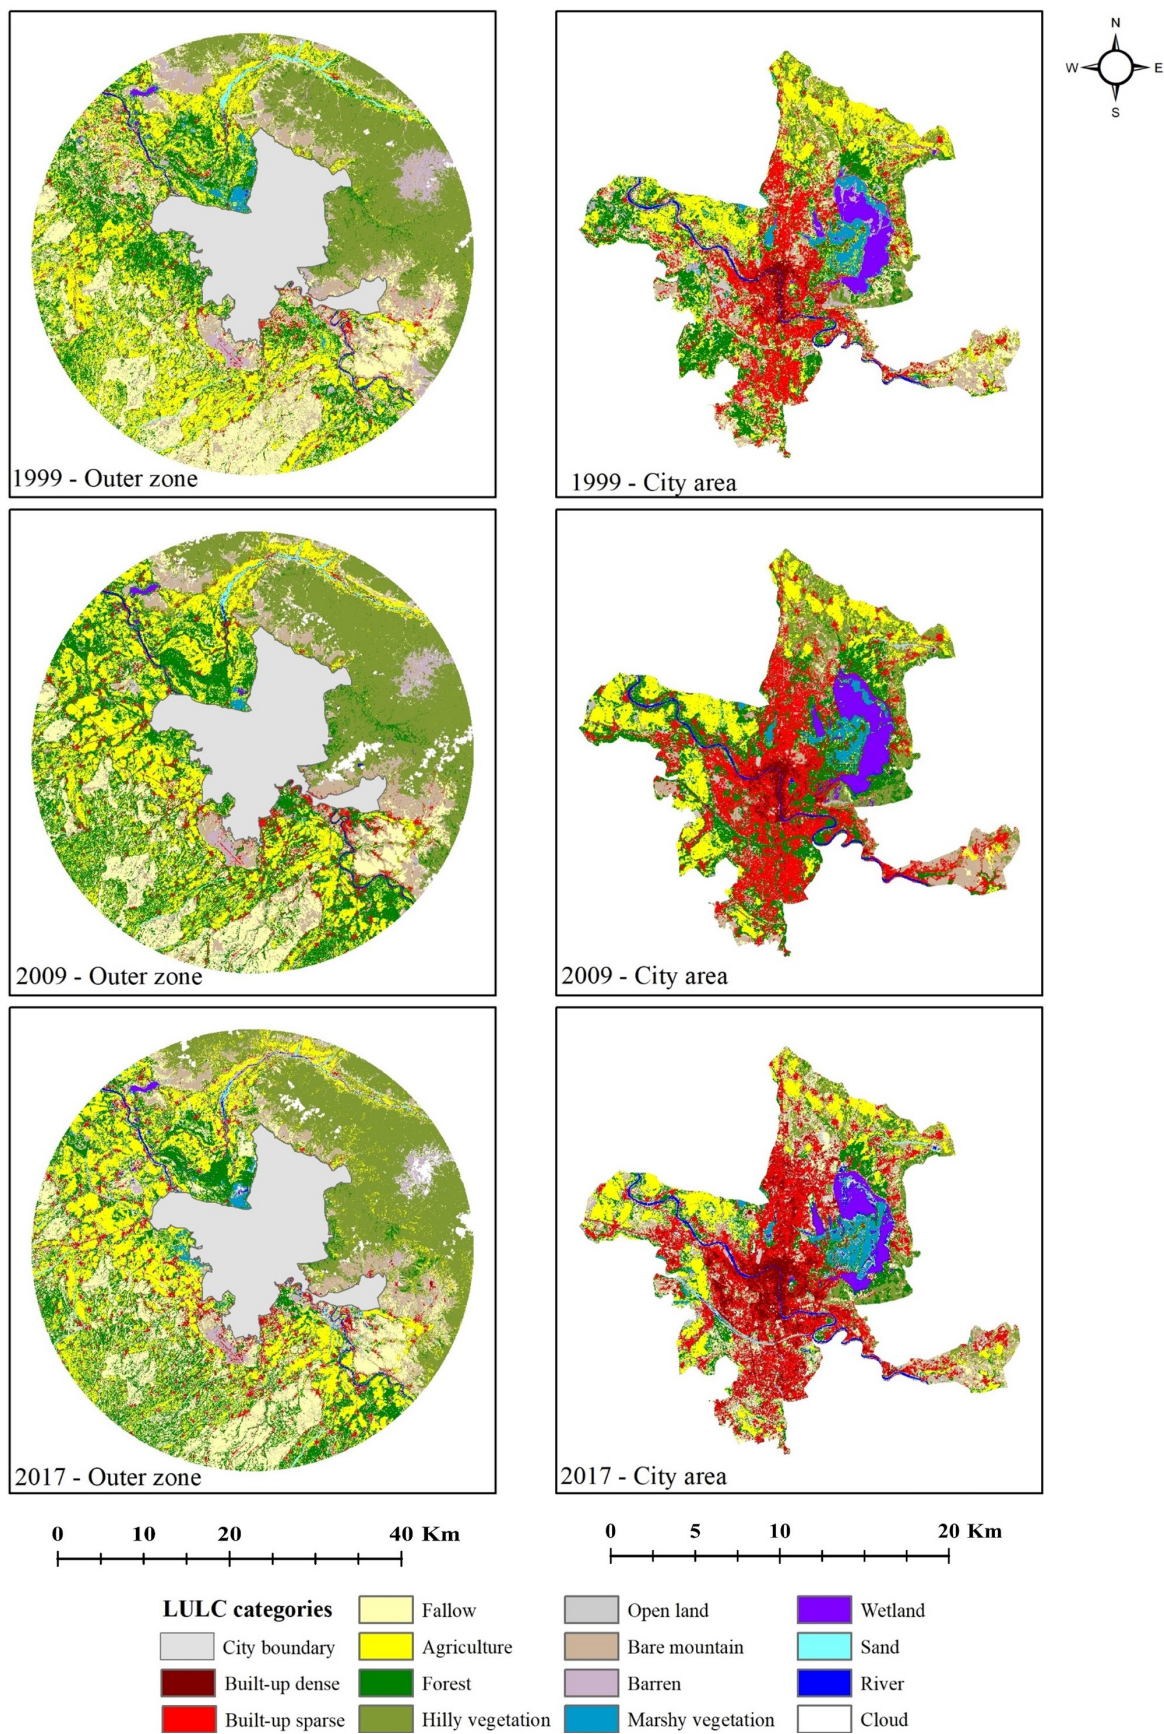 N
W E
S
1999 - Outer zone
1999 - City area
2009 - Outer zone
2009 - City area
2017 - Outer zone
2017 - City area
0 10 20 40 Km
0 5 10 20 Km
LULC categories
City boundary
Built-up dense
Built-up sparse
Fallow
Agriculture
Forest
Hilly vegetation
Open land
Bare mountain
Barren
Marshy vegetation
Wetland
Sand
River
Cloud